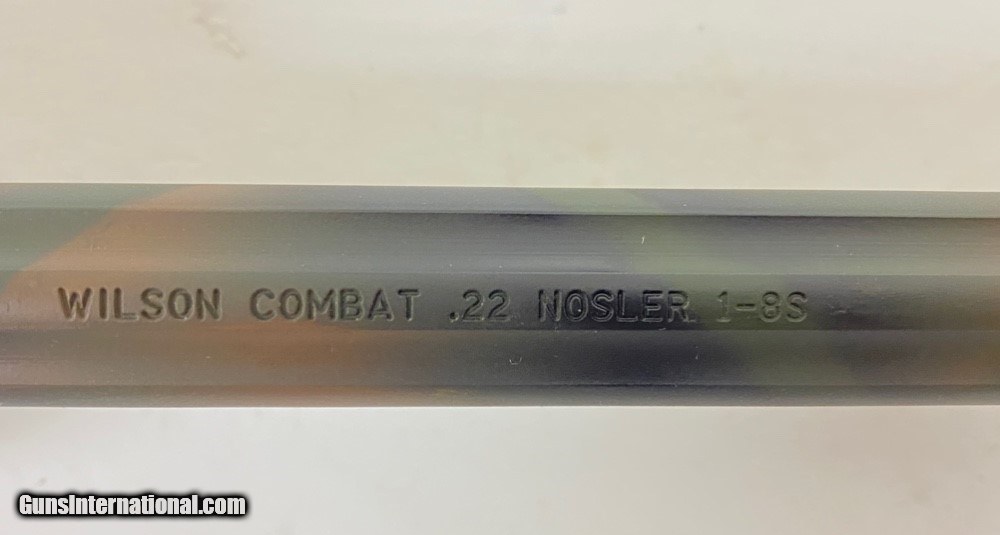 WILSON COMBAT .22 NOSLER 1-8S
GunsInternational.com